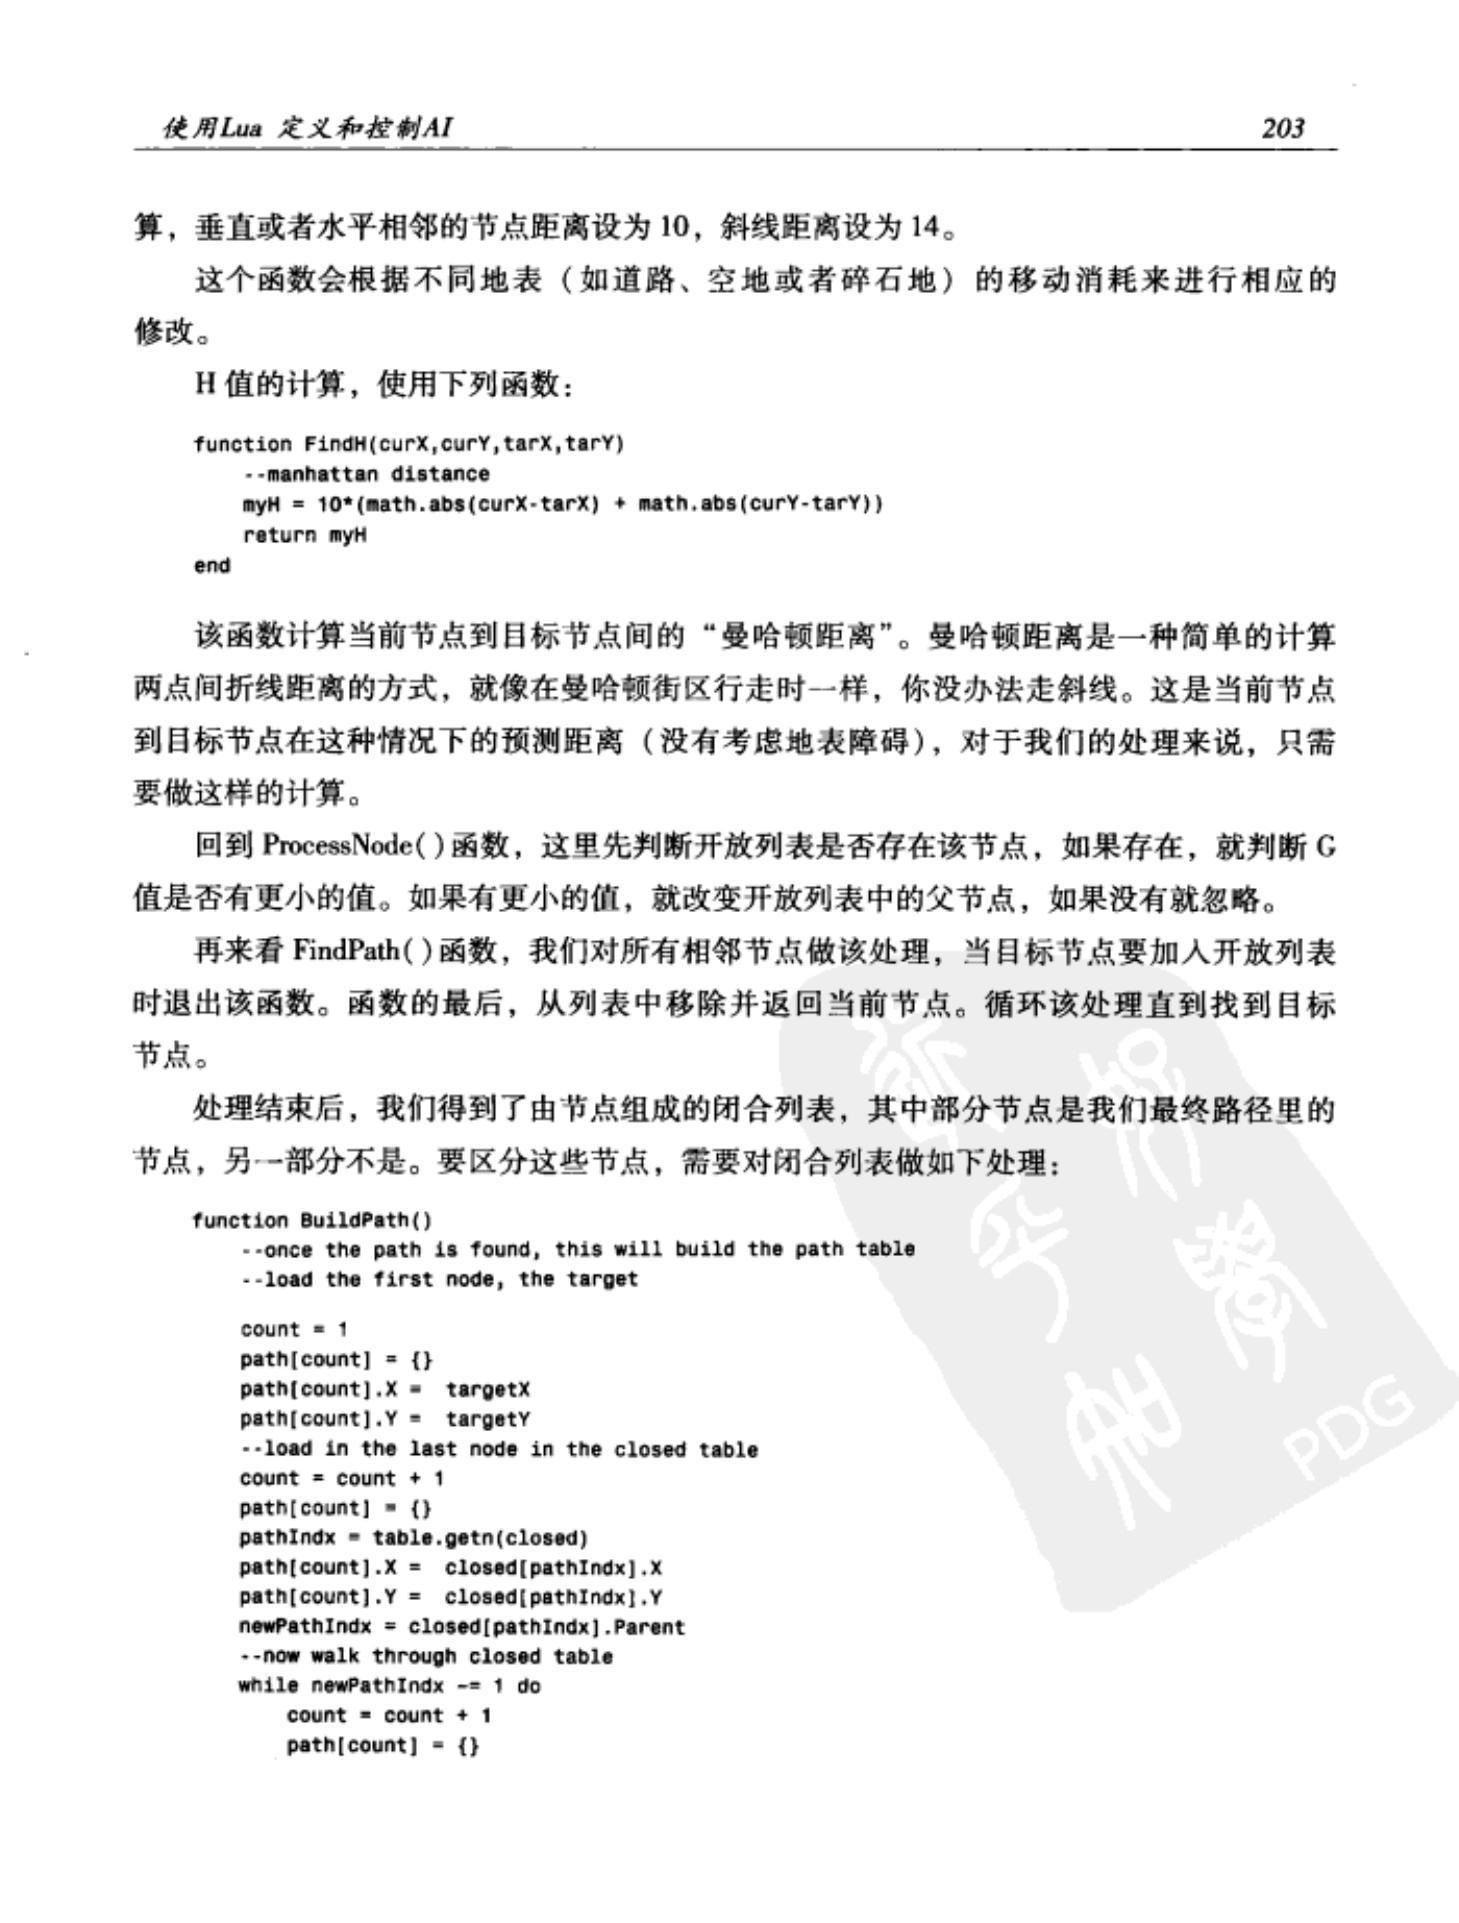 使用Lua 定义和控制AI 203
算，垂直或者水平相邻的节点距离设为 10，斜线距离设为 14。
这个函数会根据不同地表（如道路、空地或者碎石地）的移动消耗来进行相应的
修改。
H 值的计算，使用下列函数：
function FindH(curX,curY,tarX,tarY)
--manhattan distance
myH = 10*(math.abs(curX-tarX) + math.abs(curY-tarY))
return myH
end
该函数计算当前节点到目标节点间的“曼哈顿距离”。曼哈顿距离是一种简单的计算
两点间折线距离的方式，就像在曼哈顿街区行走时一样，你没办法走斜线。这是当前节点
到目标节点在这种情况下的预测距离（没有考虑地表障碍），对于我们的处理来说，只需
要做这样的计算。
回到 ProcessNode( )函数，这里先判断开放列表是否存在该节点，如果存在，就判断 G
值是否有更小的值。如果有更小的值，就改变开放列表中的父节点，如果没有就忽略。
再来看 FindPath( )函数，我们对所有相邻节点做该处理，当目标节点要加入开放列表
时退出该函数。函数的最后，从列表中移除并返回当前节点。循环该处理直到找到目标
节点。
处理结束后，我们得到了由节点组成的闭合列表，其中部分节点是我们最终路径里的
节点，另一部分不是。要区分这些节点，需要对闭合列表做如下处理：
function BuildPath()
--once the path is found, this will build the path table
--load the first node, the target
count = 1
path[count] = {}
path[count].X =  targetX
path[count].Y =  targetY
--load in the last node in the closed table
count = count + 1
path[count] = {}
pathIndx = table.getn(closed)
path[count].X =  closed[pathIndx].X
path[count].Y =  closed[pathIndx].Y
newPathIndx = closed[pathIndx].Parent
--now walk through closed table
while newPathIndx ~= 1 do
count = count + 1
path[count] = {}
PDG